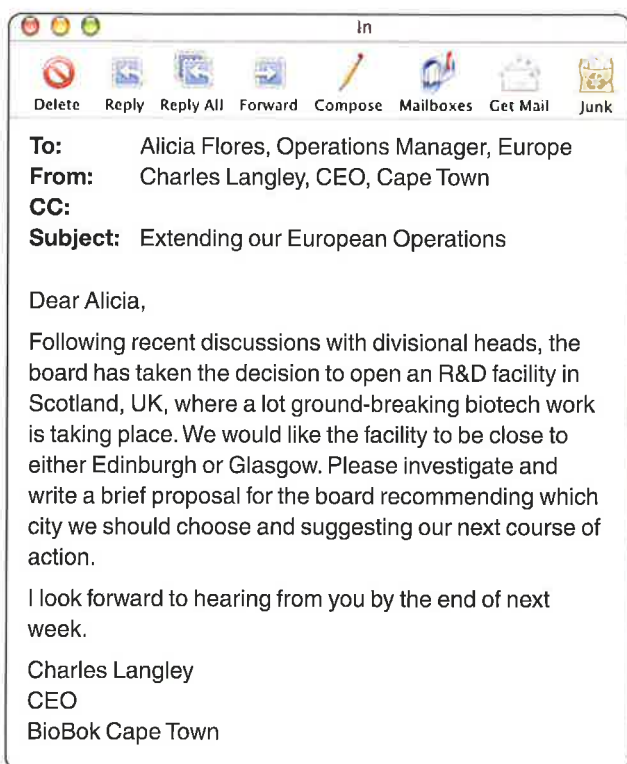 In
Delete Reply Reply All Forward Compose Mailboxes Get Mail Junk
To: Alicia Flores, Operations Manager, Europe
From: Charles Langley, CEO, Cape Town
CC:
Subject: Extending our European Operations
Dear Alicia,
Following recent discussions with divisional heads, the
board has taken the decision to open an R&D facility in
Scotland, UK, where a lot ground-breaking biotech work
is taking place. We would like the facility to be close to
either Edinburgh or Glasgow. Please investigate and
write a brief proposal for the board recommending which
city we should choose and suggesting our next course of
action.
I look forward to hearing from you by the end of next
week.
Charles Langley
CEO
BioBok Cape Town